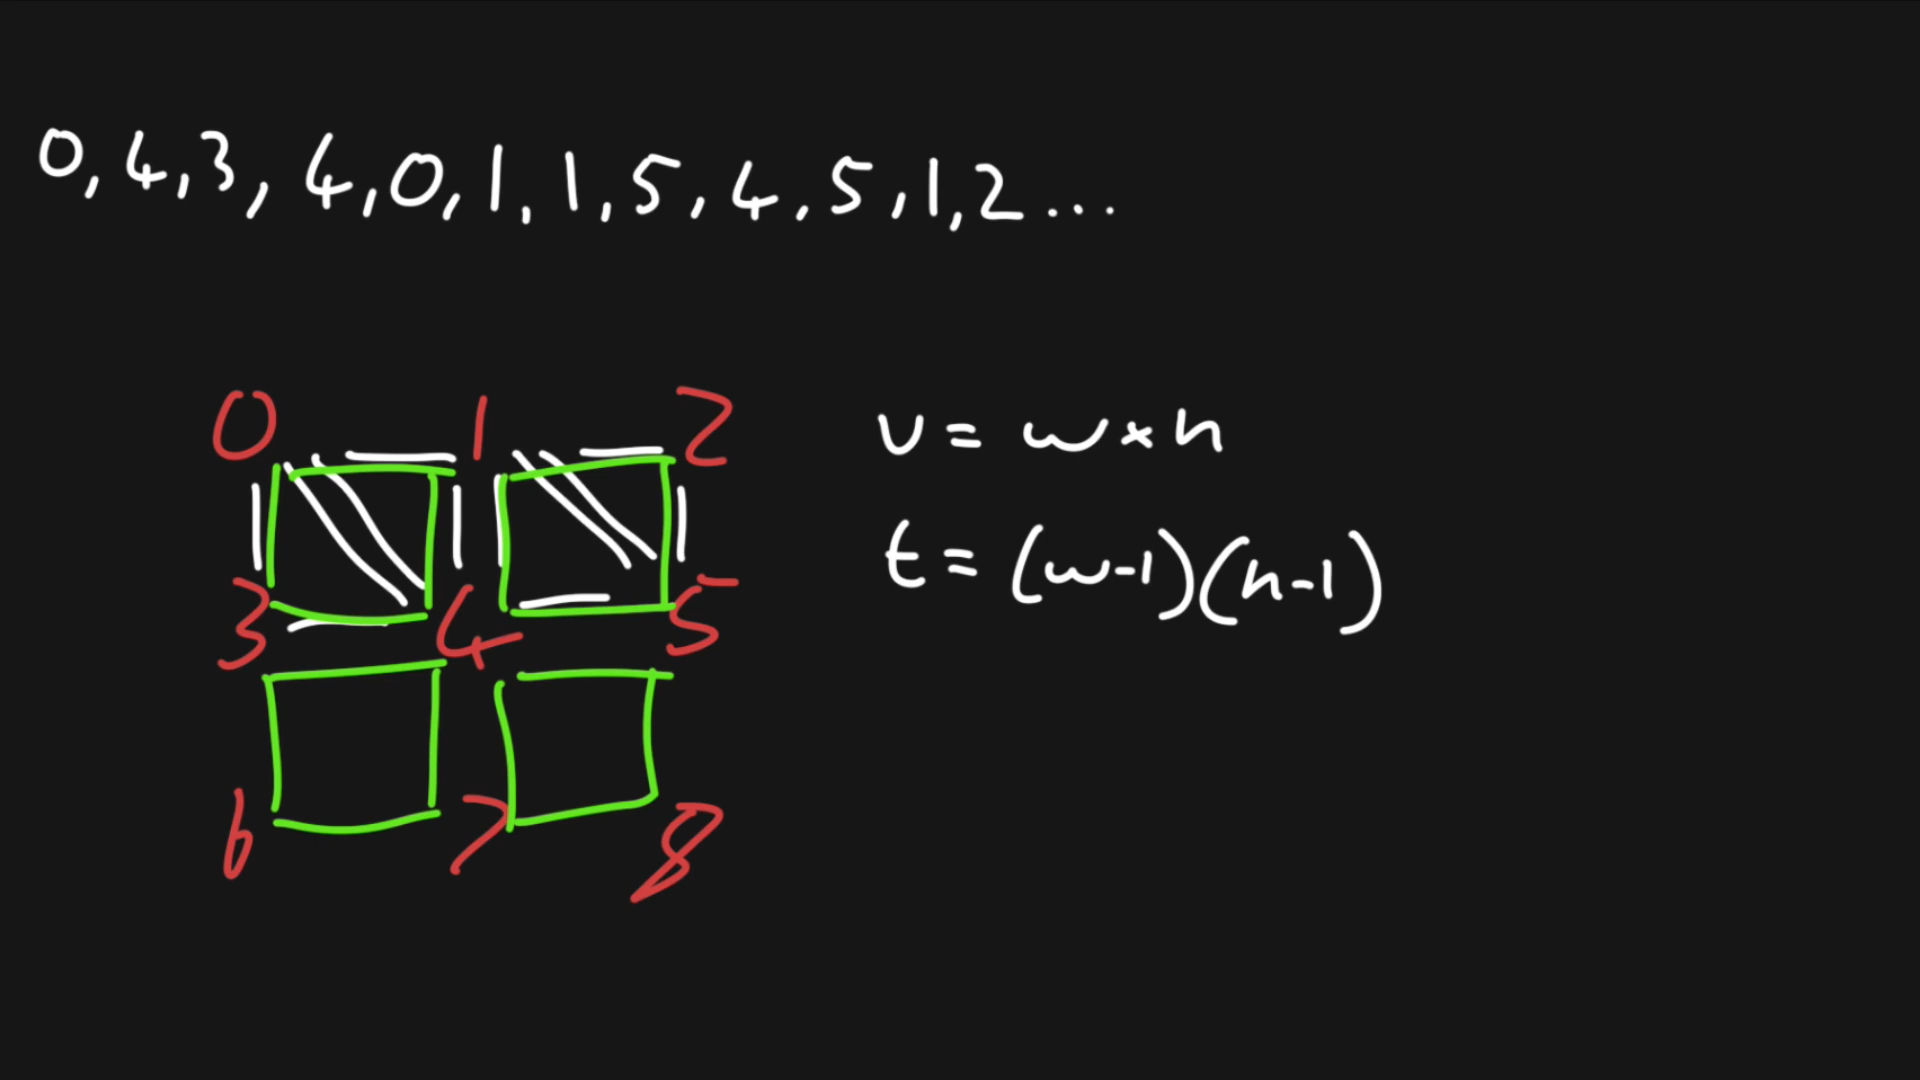 0, 4, 3, 4, 0, 1, 1, 5, 4, 5, 1, 2 ...
0 1 2
v = w × h
t = (w-1)(h-1)
3 4 5
6 7 8